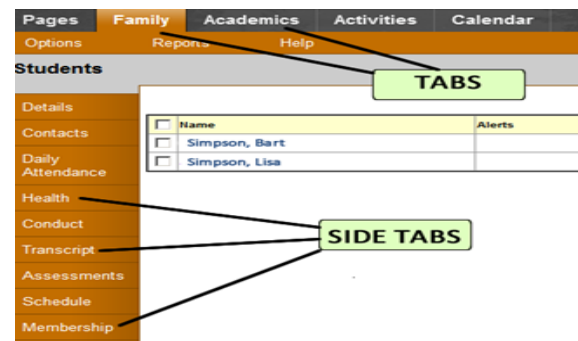 Pages Family Academics Activities Calendar
Options Reports Help
Students
TABS
Details
Name Alerts
Contacts
Simpson, Bart
Daily
Simpson, Lisa
Attendance
Health
Conduct
SIDE TABS
Transcript
Assessments
Schedule
Membership